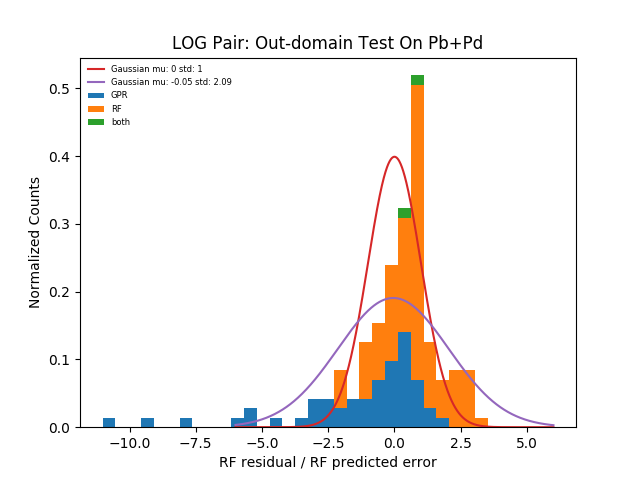 LOG Pair: Out-domain Test On Pb+Pd
Gaussian mu: 0 std: 1
Gaussian mu: -0.05 std: 2.09
GPR
RF
both
Normalized Counts
0.5
0.4
0.3
0.2
0.1
0.0
−10.0 −7.5 −5.0 −2.5 0.0 2.5 5.0
RF residual / RF predicted error